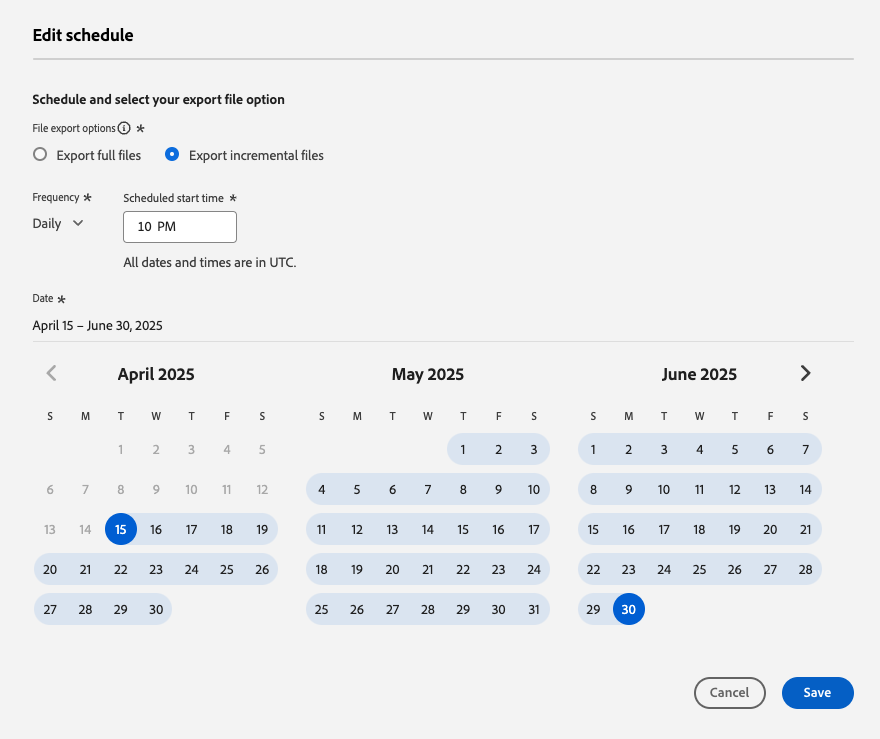 Edit schedule
Schedule and select your export file option
File export options *
Export full files Export incremental files
Frequency * Scheduled start time *
Daily 10 PM
All dates and times are in UTC.
Date *
April 15 – June 30, 2025
April 2025 May 2025 June 2025
S M T W T F S S M T W T F S S M T W T F S
1 2 3 4 5 1 2 3 1 2 3 4 5 6 7
6 7 8 9 10 11 12 4 5 6 7 8 9 10 8 9 10 11 12 13 14
13 14 15 16 17 18 19 11 12 13 14 15 16 17 15 16 17 18 19 20 21
20 21 22 23 24 25 26 18 19 20 21 22 23 24 22 23 24 25 26 27 28
27 28 29 30 25 26 27 28 29 30 31 29 30
Cancel Save